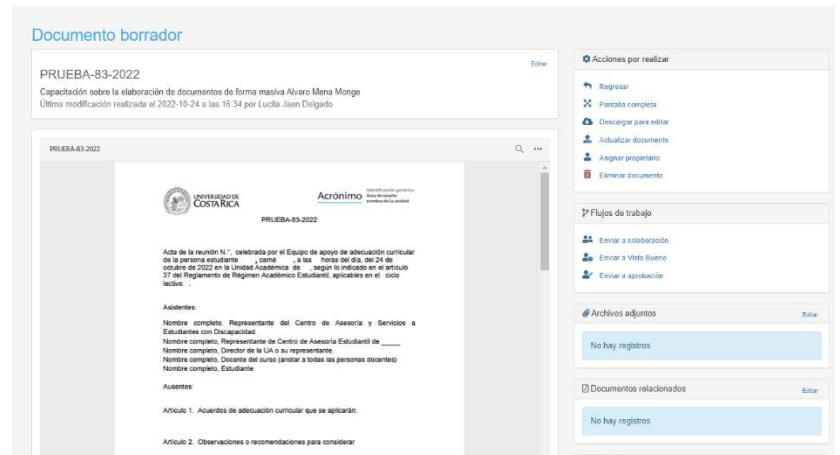 Documento borrador
Editar
PRUEBA-83-2022
Capacitación sobre la elaboración de documentos de forma masiva Alvaro Mena Monge
Última modificación realizada el 2022-10-24 a las 16:34 por Lucila Jaen Delgado
PRUEBA-83-2022
UNIVERSIDAD DE
COSTA RICA
Acrónimo
Identificación genérica
Área de resalte
nombre de la unidad
PRUEBA-83-2022
Acta de la reunión N.°, celebrada por el Equipo de apoyo de adecuación curricular
de la persona estudiante , carné , a las horas del día, del 24 de
octubre de 2022 en la Unidad Académica de , según lo indicado en el artículo
37 del Reglamento de Régimen Académico Estudiantil, aplicables en el ciclo
lectivo .
Asistentes:
Nombre completo, Representante del Centro de Asesoría y Servicios a
Estudiantes con Discapacidad
Nombre completo, Representante de Centro de Asesoría Estudiantil de _____
Nombre completo, Director de la UA o su representante.
Nombre completo, Docente del curso (anotar a todas las personas docentes)
Nombre completo, Estudiante
Ausentes:
Artículo 1. Acuerdos de adecuación curricular que se aplicarán:
Artículo 2. Observaciones o recomendaciones para considerar
Acciones por realizar
Regresar
Pantalla completa
Descargar para editar
Actualizar documento
Asignar propietario
Eliminar documento
Flujos de trabajo
Enviar a colaboración
Enviar a Visto Bueno
Enviar a aprobación
Archivos adjuntos
Editar
No hay registros
Documentos relacionados
Editar
No hay registros